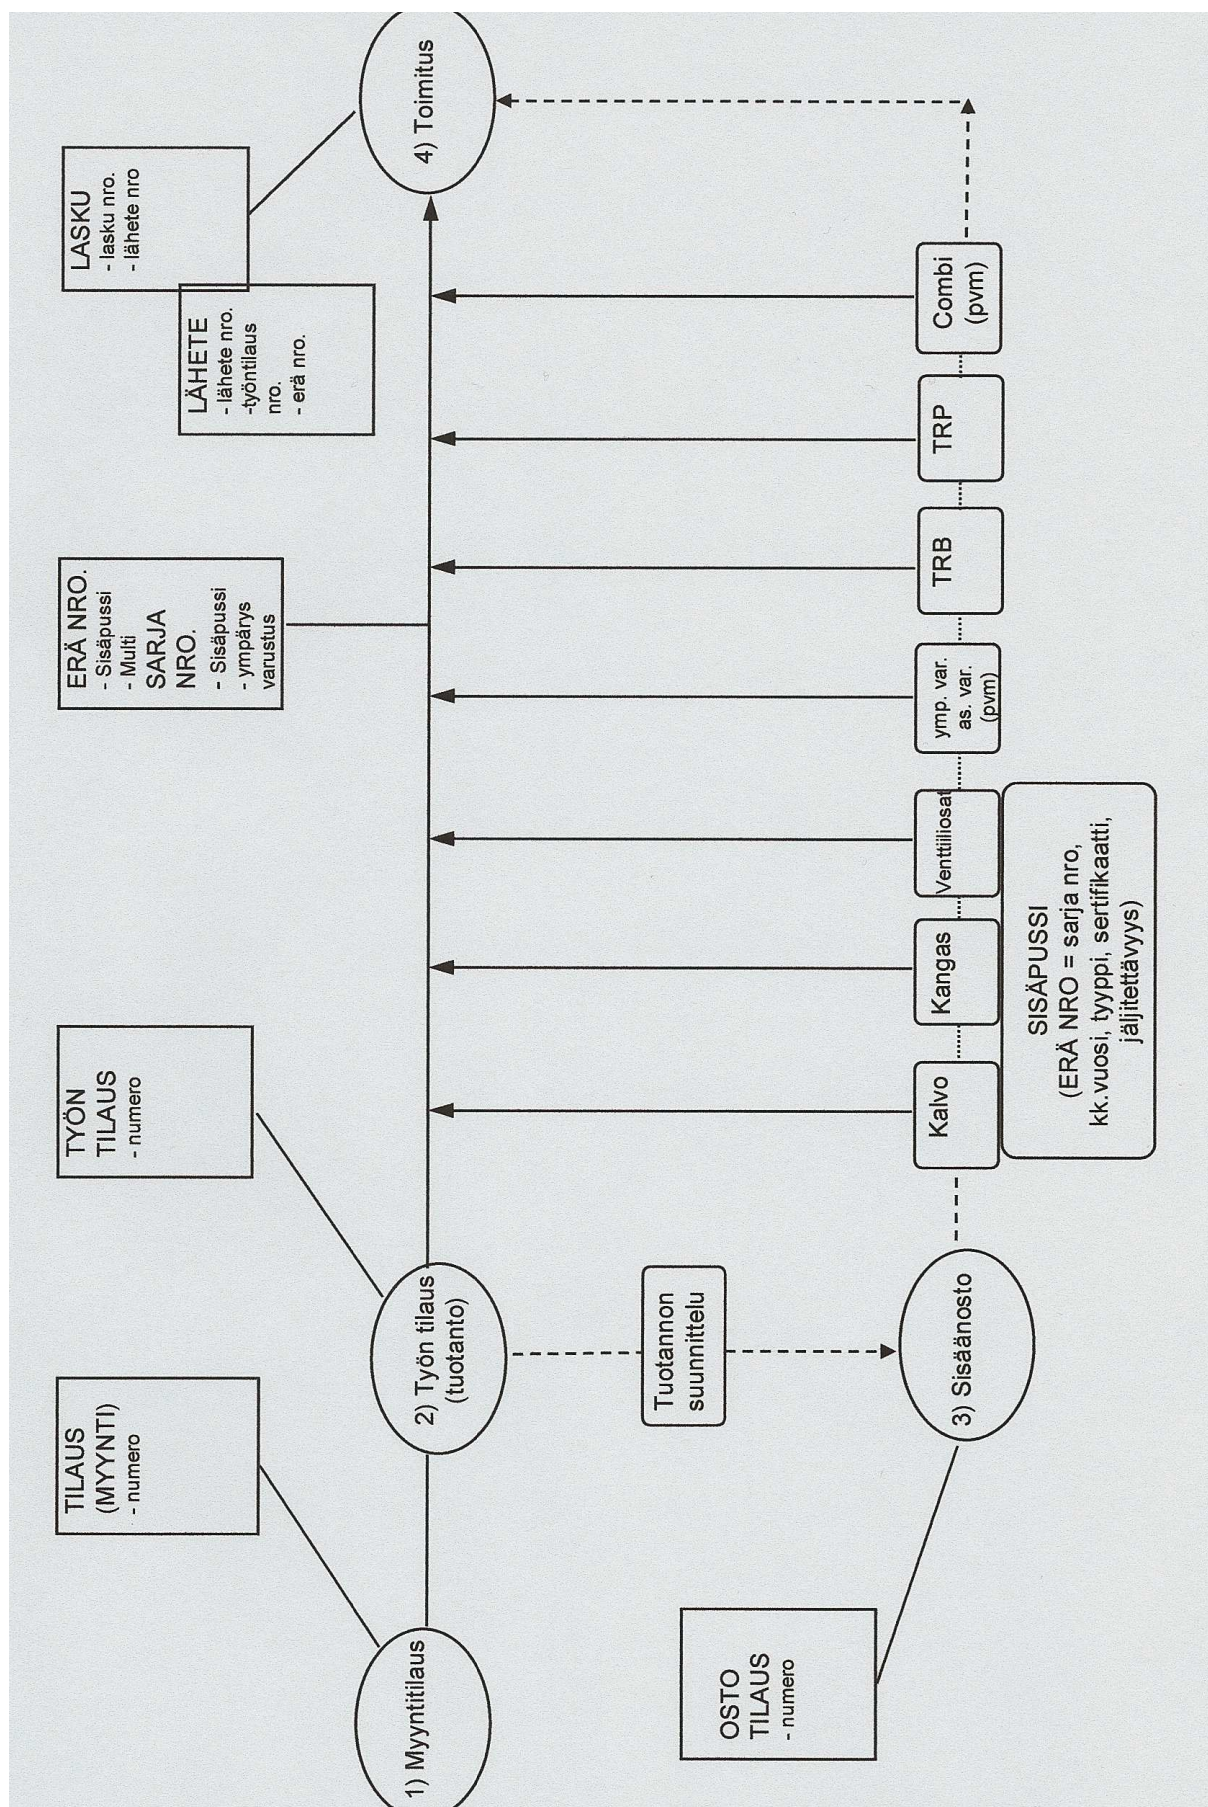 TILAUS
(MYYNTI)
- numero
TYÖN
TILAUS
- numero
ERÄ NRO.
- Sisäpussi
- Multi
SARJA
NRO.
- Sisäpussi
- ympärys
varustus
LÄHETE
- lähete nro.
-työntilaus
nro.
- erä nro.
LASKU
- lasku nro.
- lähete nro
1) Myyntitilaus
2) Työn tilaus
(tuotanto)
4) Toimitus
Tuotannon
suunnittelu
OSTO
TILAUS
- numero
3) Sisäänosto
Kalvo
Kangas
Venttiiliosat
ymp. var.
as. var.
(pvm)
TRB
TRP
Combi
(pvm)
SISÄPUSSI
(ERÄ NRO = sarja nro,
kk.vuosi, tyyppi, sertifikaatti,
jäljitettävyys)